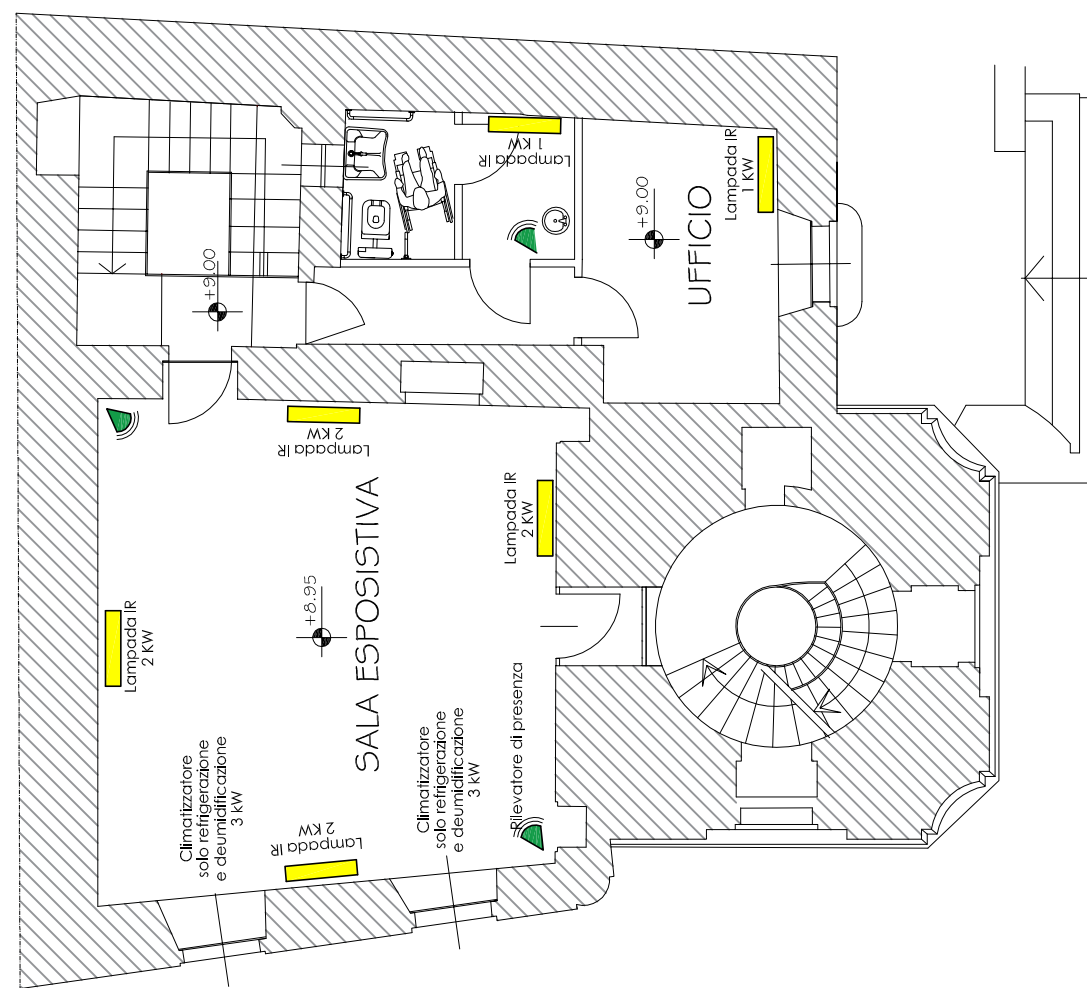 Lampada IR
1 KW
Lampada IR
1 KW
+9.00
UFFICIO
+9.00
Lampada IR
2 KW
Lampada IR
2 KW
SALA ESPOSISTIVA
+8.95
Lampada IR
2 KW
Climatizzatore
solo refrigerazione
e deumidificazione
3 kW
Climatizzatore
solo refrigerazione
e deumidificazione
3 kW
Rilevatore di presenza
Lampada IR
2 KW